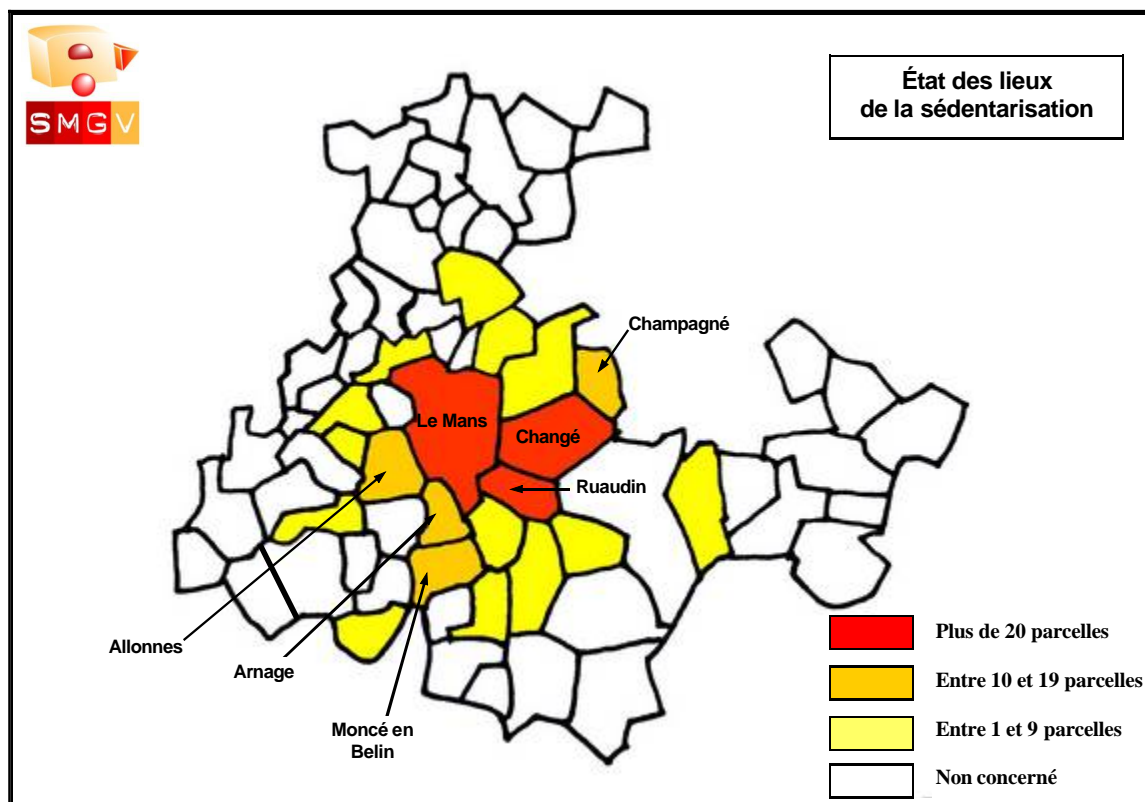 SMGV
État des lieux
de la sédentarisation
Champagné
Le Mans
Changé
Ruaudin
Allonnes
Arnage
Moncé en
Belin
Plus de 20 parcelles
Entre 10 et 19 parcelles
Entre 1 et 9 parcelles
Non concerné